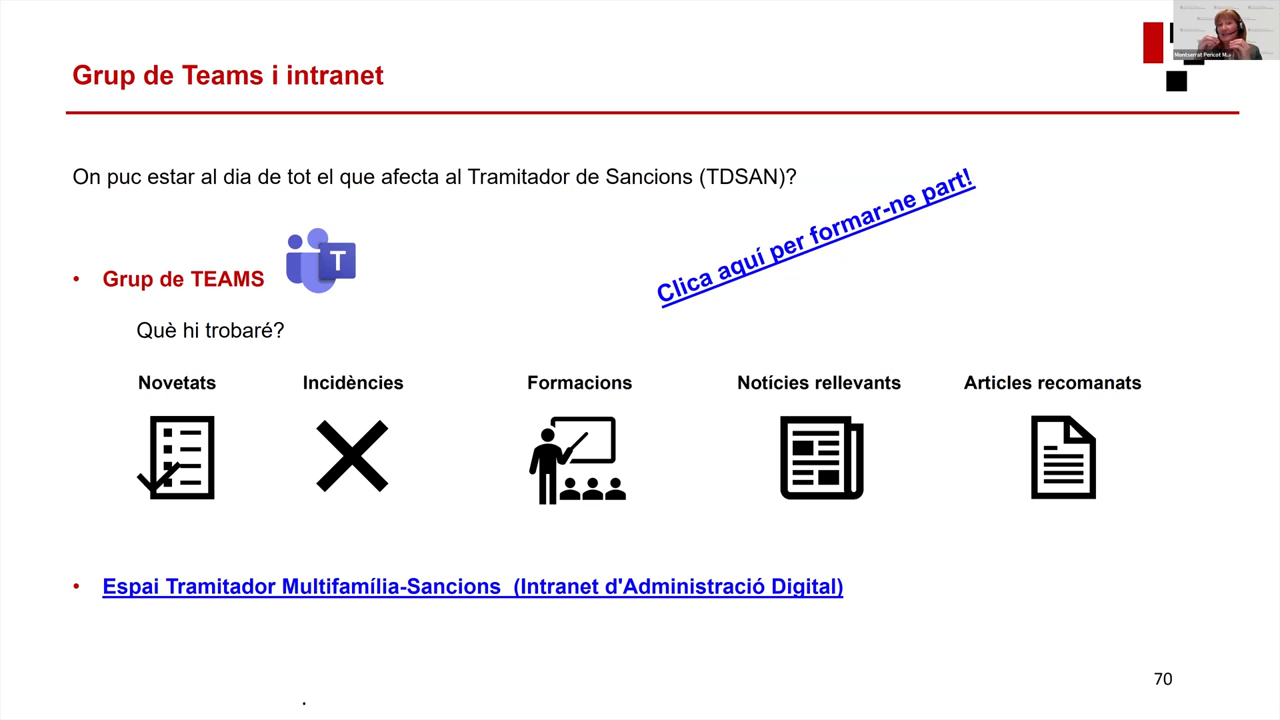 Grup de Teams i intranet
Montserrat Pericot M...
On puc estar al dia de tot el que afecta al Tramitador de Sancions (TDSAN)?
Clica aquí per formar-ne part!
• Grup de TEAMS
T
Què hi trobaré?
Novetats Incidències Formacions Notícies rellevants Articles recomanats
• Espai Tramitador Multifamília-Sancions (Intranet d'Administració Digital)
70
.